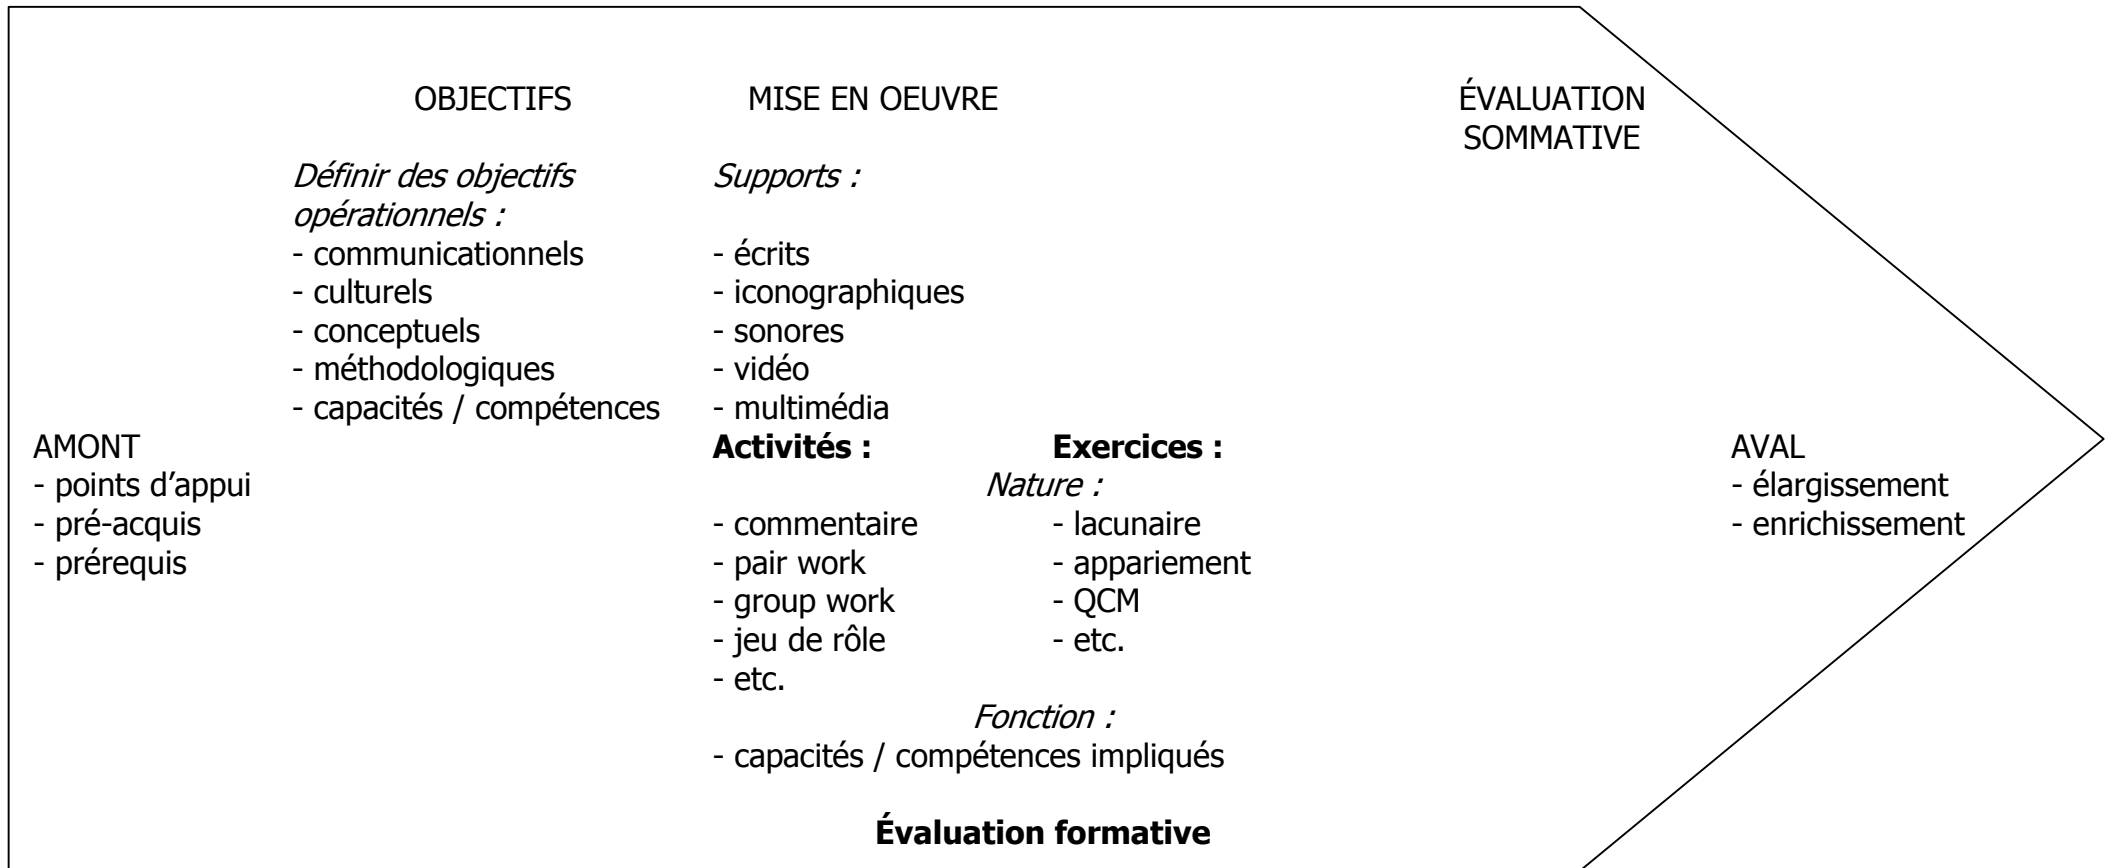 OBJECTIFS
MISE EN OEUVRE
ÉVALUATION
SOMMATIVE
Définir des objectifs
opérationnels :
- communicationnels
- culturels
- conceptuels
- méthodologiques
- capacités / compétences
Supports :
- écrits
- iconographiques
- sonores
- vidéo
- multimédia
AMONT
- points d’appui
- pré-acquis
- prérequis
Activités :
Exercices :
Nature :
- commentaire
- pair work
- group work
- jeu de rôle
- etc.
- lacunaire
- appariement
- QCM
- etc.
Fonction :
- capacités / compétences impliqués
Évaluation formative
AVAL
- élargissement
- enrichissement